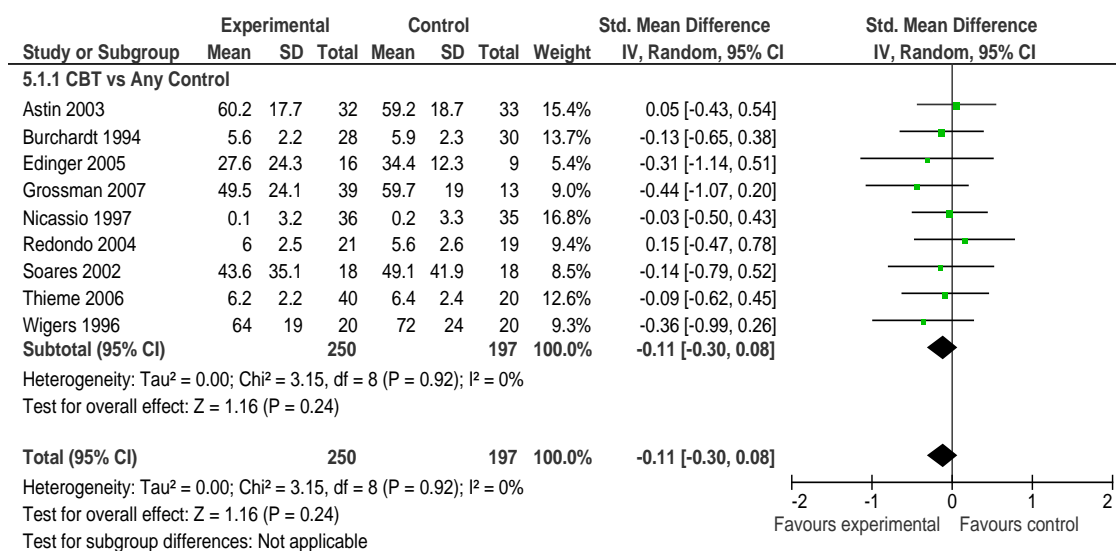 Experimental Control Std. Mean Difference Std. Mean Difference
Study or Subgroup Mean SD Total Mean SD Total Weight IV, Random, 95% CI IV, Random, 95% CI
5.1.1 CBT vs Any Control
Astin 2003 60.2 17.7 32 59.2 18.7 33 15.4% 0.05 [-0.43, 0.54]
Burchardt 1994 5.6 2.2 28 5.9 2.3 30 13.7% -0.13 [-0.65, 0.38]
Edinger 2005 27.6 24.3 16 34.4 12.3 9 5.4% -0.31 [-1.14, 0.51]
Grossman 2007 49.5 24.1 39 59.7 19 13 9.0% -0.44 [-1.07, 0.20]
Nicassio 1997 0.1 3.2 36 0.2 3.3 35 16.8% -0.03 [-0.50, 0.43]
Redondo 2004 6 2.5 21 5.6 2.6 19 9.4% 0.15 [-0.47, 0.78]
Soares 2002 43.6 35.1 18 49.1 41.9 18 8.5% -0.14 [-0.79, 0.52]
Thieme 2006 6.2 2.2 40 6.4 2.4 20 12.6% -0.09 [-0.62, 0.45]
Wigers 1996 64 19 20 72 24 20 9.3% -0.36 [-0.99, 0.26]
Subtotal (95% CI) 250 197 100.0% -0.11 [-0.30, 0.08]
Heterogeneity: Tau² = 0.00; Chi² = 3.15, df = 8 (P = 0.92); I² = 0%
Test for overall effect: Z = 1.16 (P = 0.24)
Total (95% CI) 250 197 100.0% -0.11 [-0.30, 0.08]
Heterogeneity: Tau² = 0.00; Chi² = 3.15, df = 8 (P = 0.92); I² = 0%
Test for overall effect: Z = 1.16 (P = 0.24)
Test for subgroup differences: Not applicable
-2 -1 0 1 2
Favours experimental Favours control